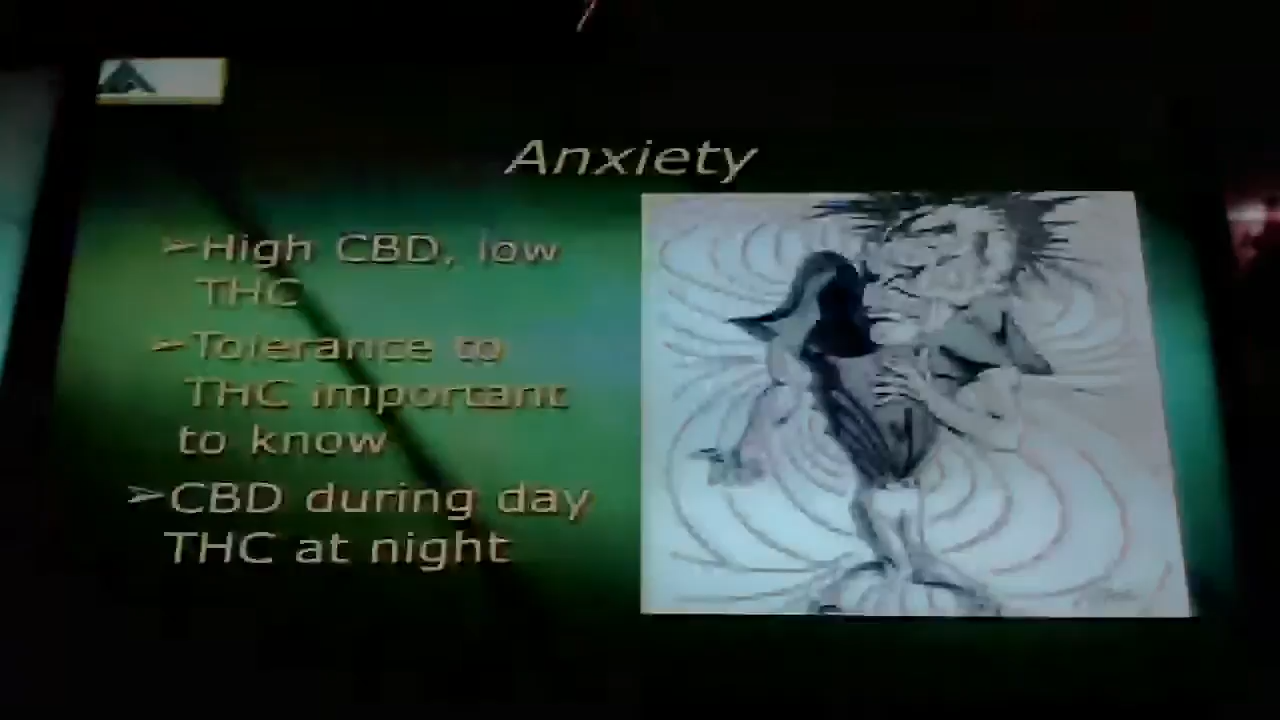 Anxiety
➢High CBD, low
THC
➢Tolerance to
THC important
to know
➢CBD during day
THC at night